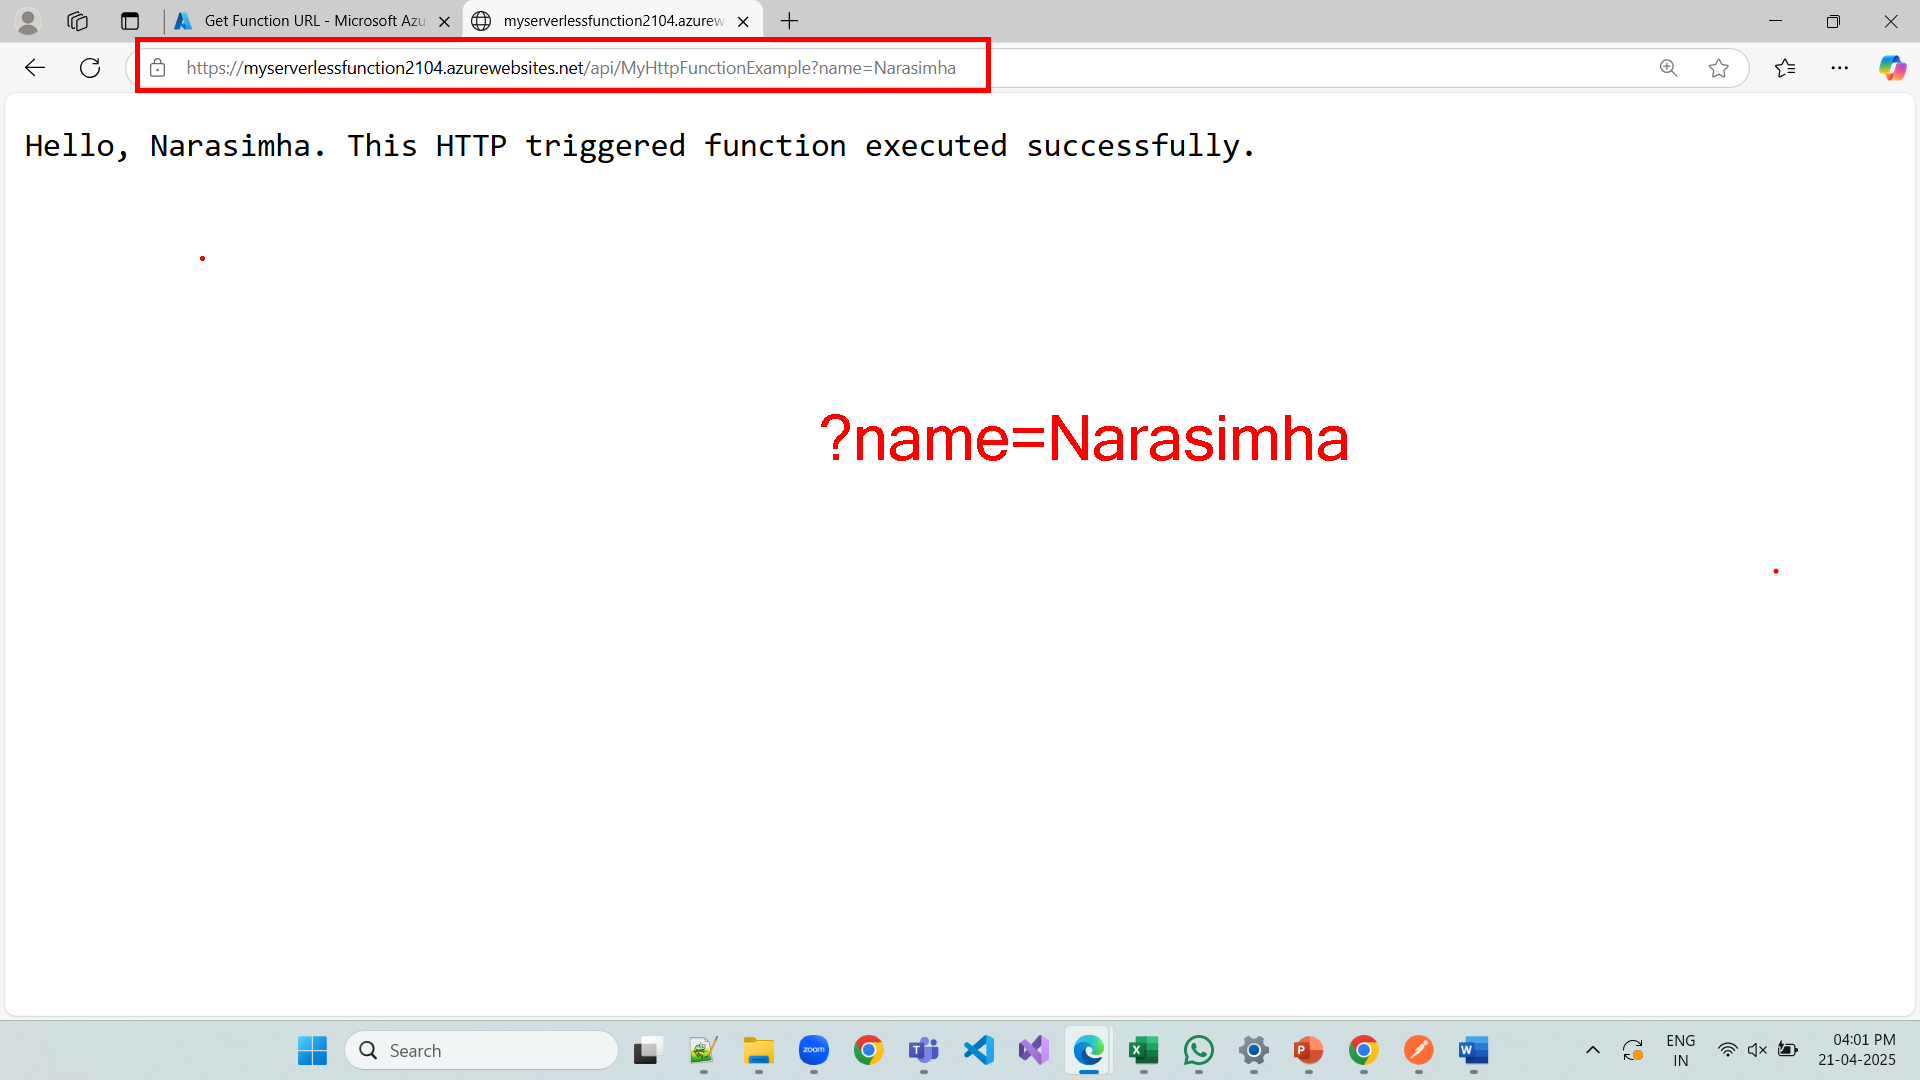 Get Function URL - Microsoft Azu
myserverlessfunction2104.azurew
https://myserverlessfunction2104.azurewebsites.net/api/MyHttpFunctionExample?name=Narasimha
Hello, Narasimha. This HTTP triggered function executed successfully.
?name=Narasimha
Search
zoom
ENG
IN
04:01 PM
21-04-2025